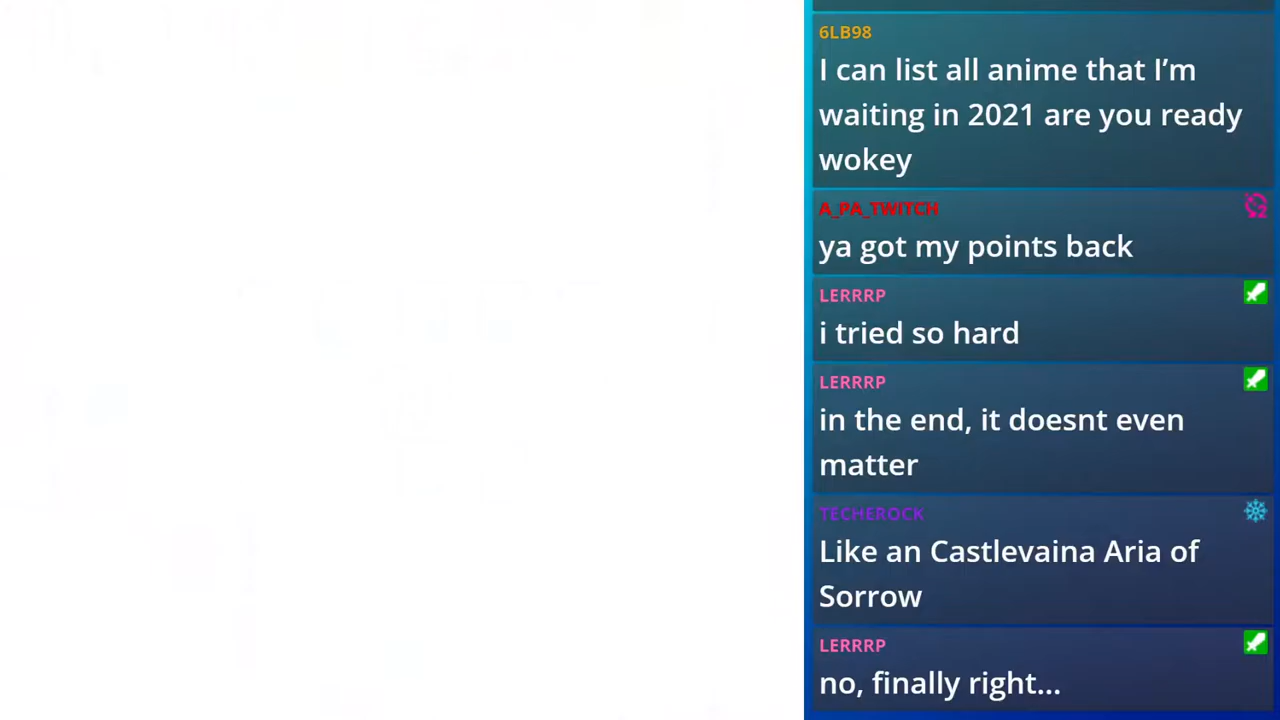 6LB98
I can list all anime that I’m
waiting in 2021 are you ready
wokey
A_PA_TWITCH
ya got my points back
LERRRP
i tried so hard
LERRRP
in the end, it doesnt even
matter
TECHEROCK
Like an Castlevaina Aria of
Sorrow
LERRRP
no, finally right...